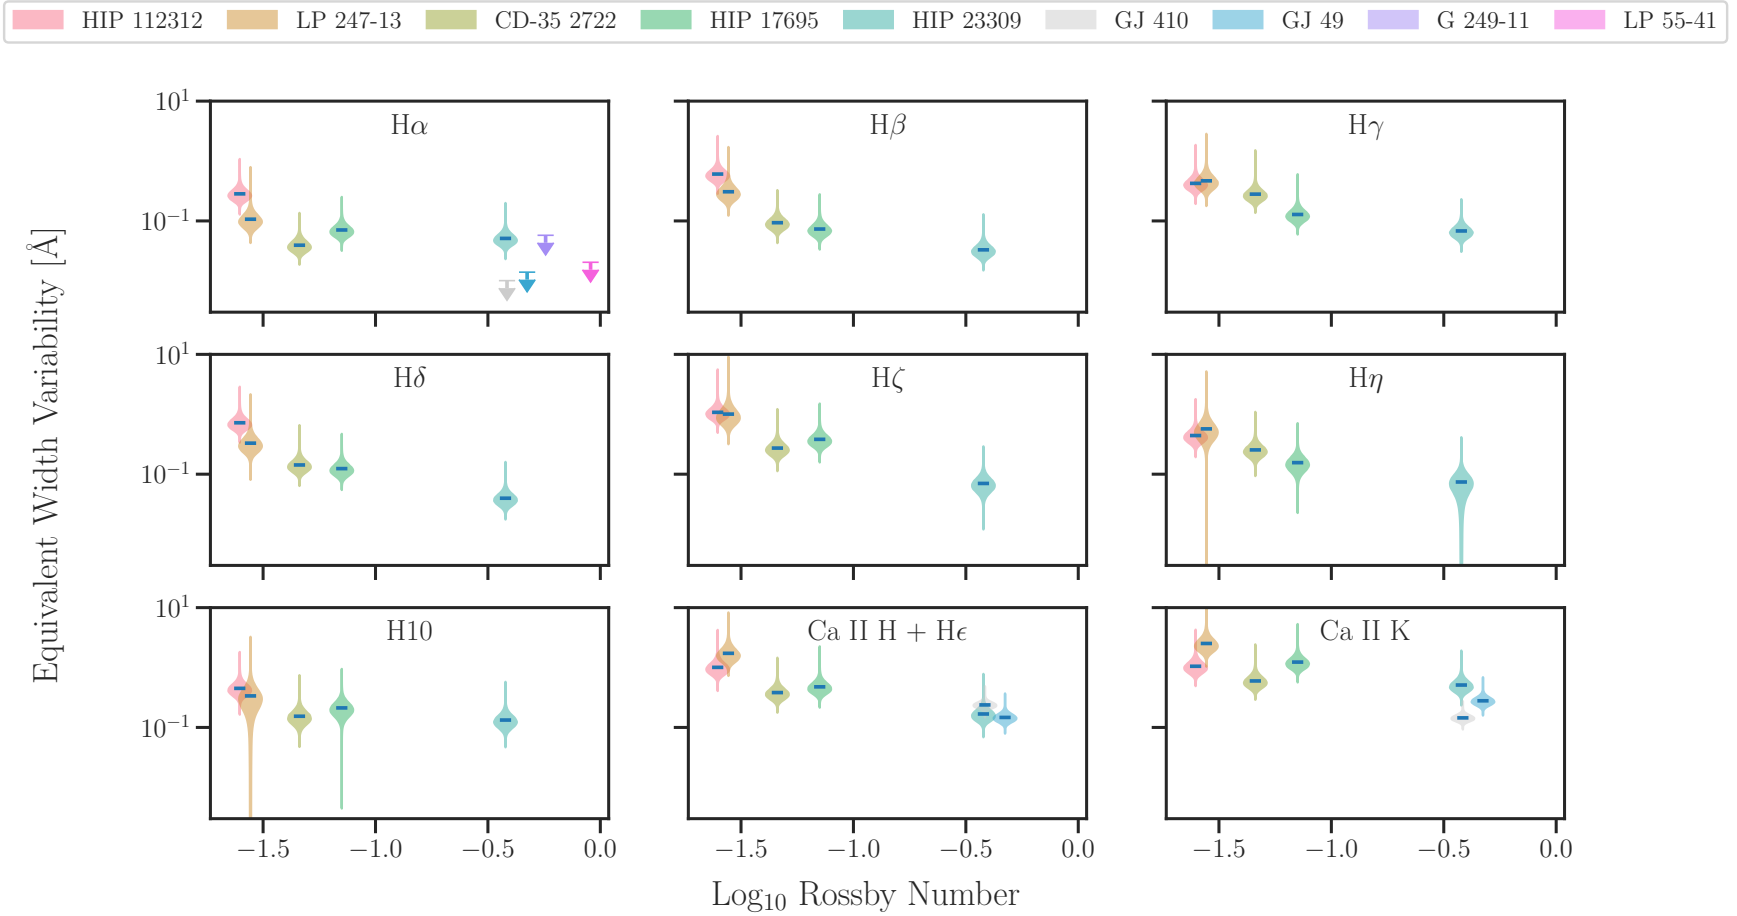 HIP 112312 LP 247-13 CD-35 2722 HIP 17695 HIP 23309 GJ 410 GJ 49 G 249-11 LP 55-41
Equivalent Width Variability [Å]
10¹ Hα Hβ Hγ
10⁻¹
10¹ Hδ Hζ Hη
10⁻¹
10¹ H10 Ca II H + Hϵ Ca II K
10⁻¹
−1.5 −1.0 −0.5 0.0 −1.5 −1.0 −0.5 0.0 −1.5 −1.0 −0.5 0.0
Log₁₀ Rossby Number